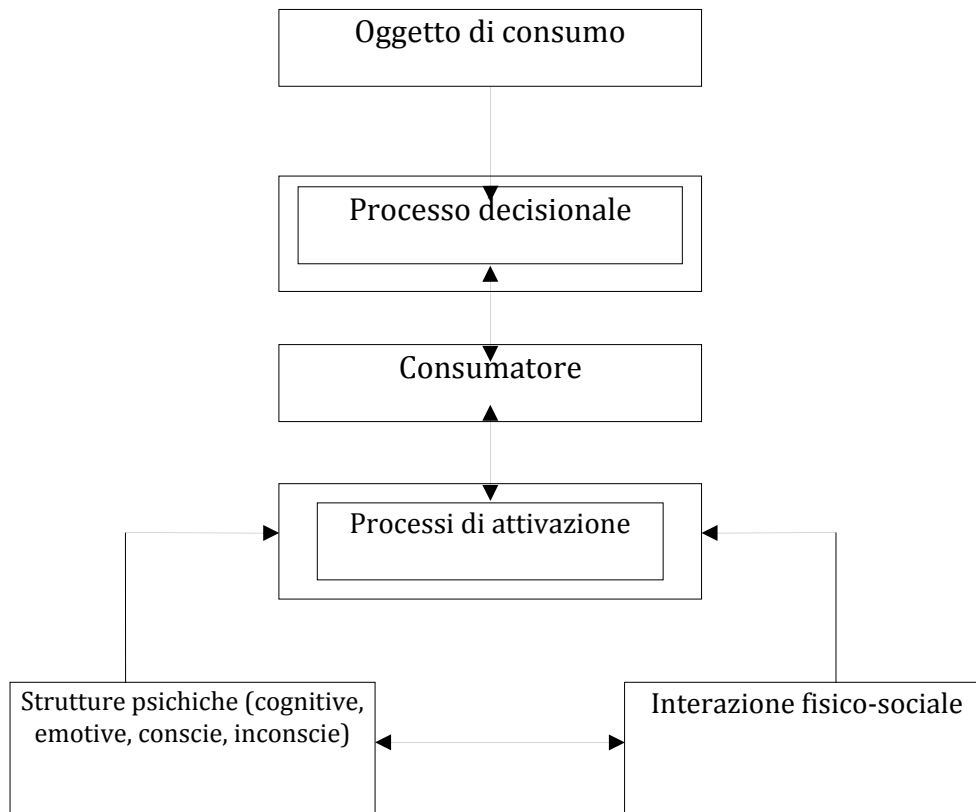 Oggetto di consumo
Processo decisionale
Consumatore
Processi di attivazione
Strutture psichiche (cognitive,
emotive, conscie, inconscie)
Interazione fisico-sociale